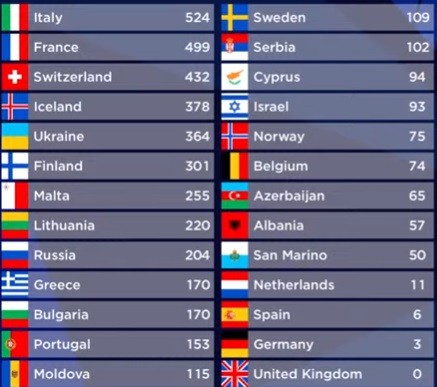 Italy 524
France 499
Switzerland 432
Iceland 378
Ukraine 364
Finland 301
Malta 255
Lithuania 220
Russia 204
Greece 170
Bulgaria 170
Portugal 153
Moldova 115
Sweden 109
Serbia 102
Cyprus 94
Israel 93
Norway 75
Belgium 74
Azerbaijan 65
Albania 57
San Marino 50
Netherlands 11
Spain 6
Germany 3
United Kingdom 0